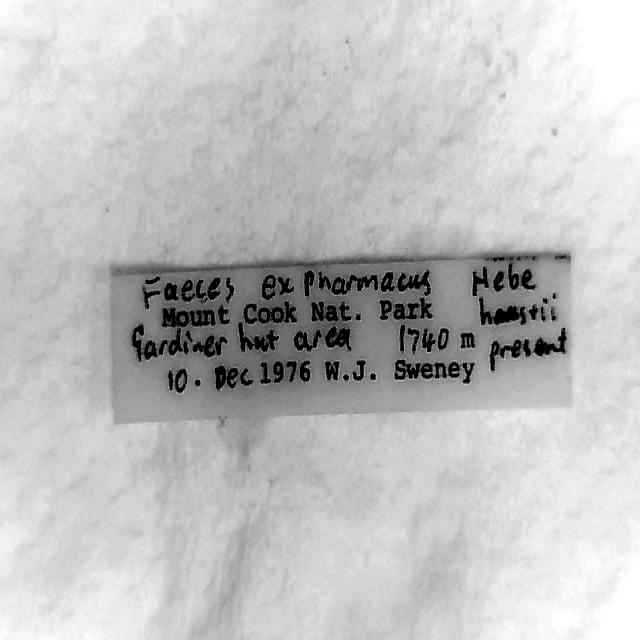 Faeces ex Pharmacus Hebe
Mount Cook Nat. Park haastii
Gardiner hut area 1740 m present
10. Dec 1976 W.J. Sweney